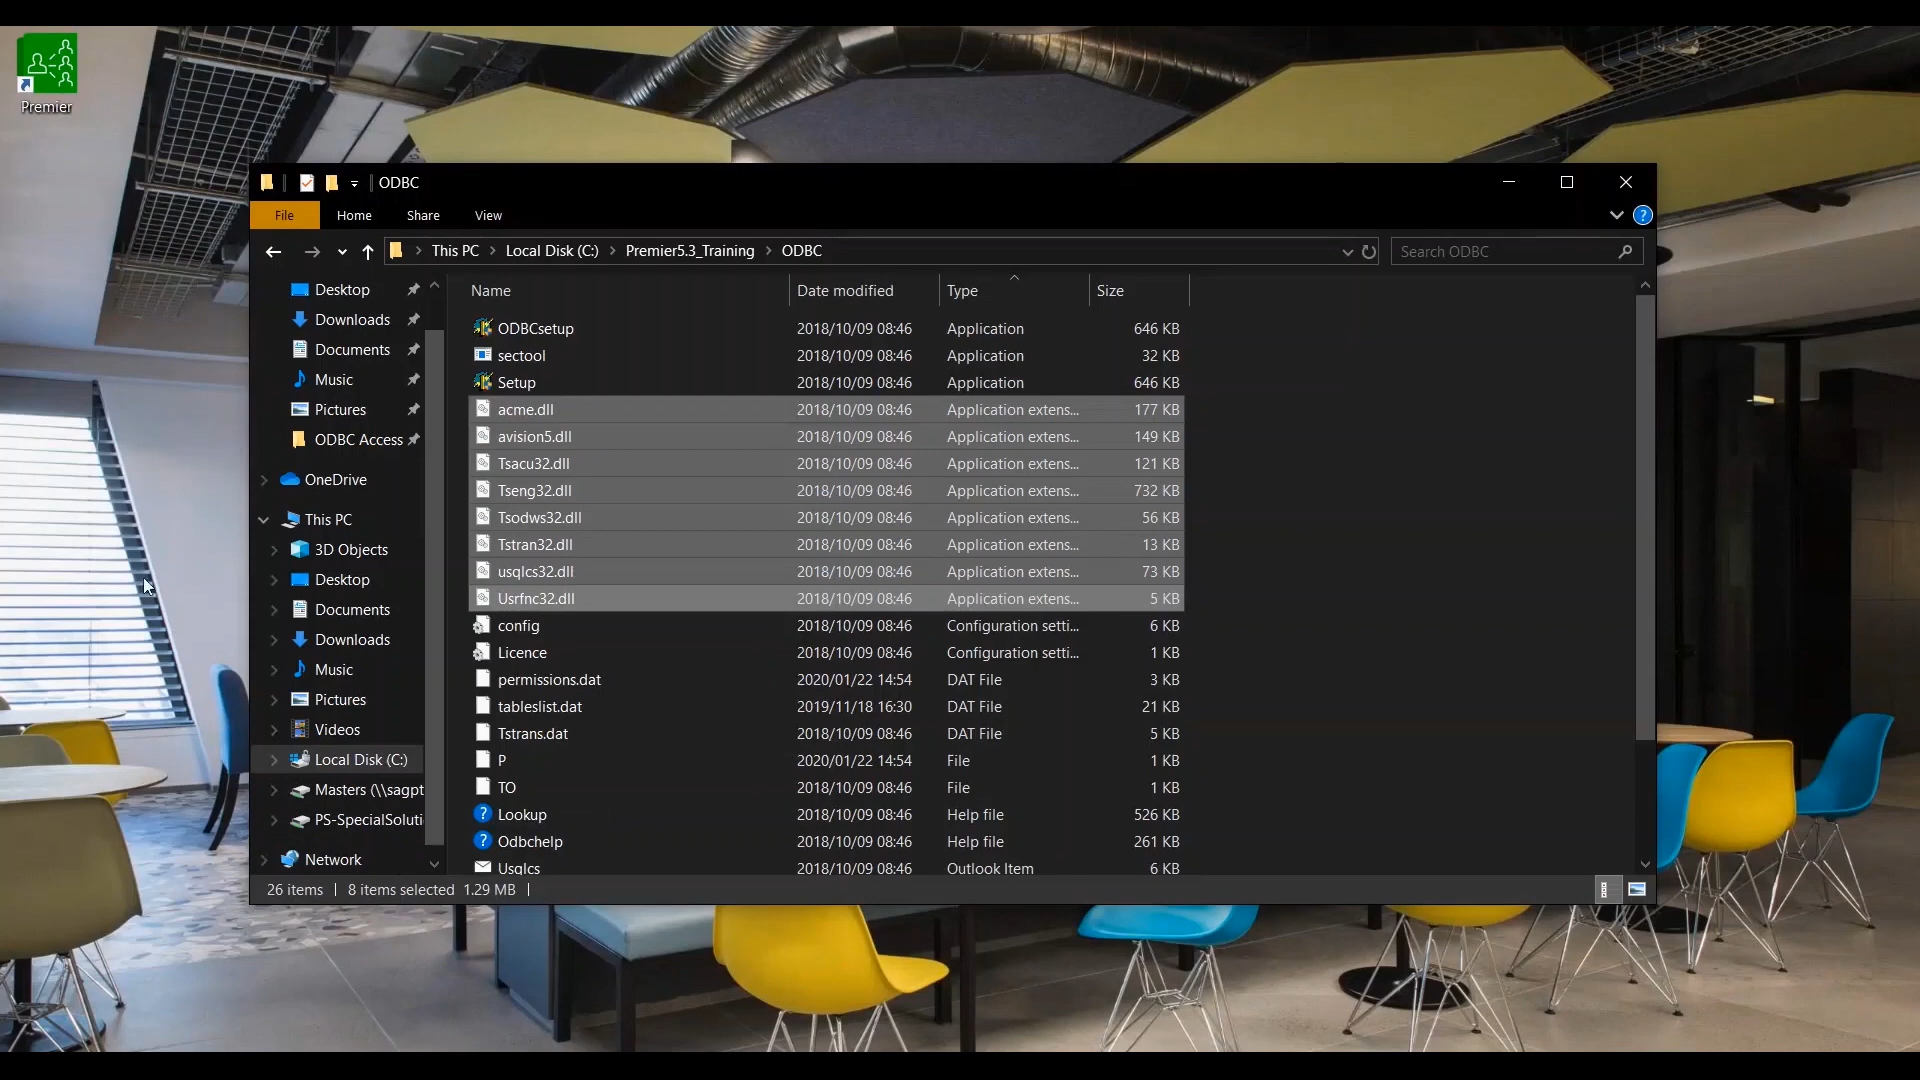 Premier
ODBC
File Home Share View
This PC Local Disk (C:) Premier5.3_Training ODBC
Search ODBC
Desktop
Downloads
Documents
Music
Pictures
ODBC Access
OneDrive
This PC
3D Objects
Desktop
Documents
Downloads
Music
Pictures
Videos
Local Disk (C:)
Masters (\\sagpt
PS-SpecialSoluti
Network
Name Date modified Type Size
ODBCsetup 2018/10/09 08:46 Application 646 KB
sectool 2018/10/09 08:46 Application 32 KB
Setup 2018/10/09 08:46 Application 646 KB
acme.dll 2018/10/09 08:46 Application extens... 177 KB
avision5.dll 2018/10/09 08:46 Application extens... 149 KB
Tsacu32.dll 2018/10/09 08:46 Application extens... 121 KB
Tseng32.dll 2018/10/09 08:46 Application extens... 732 KB
Tsodws32.dll 2018/10/09 08:46 Application extens... 56 KB
Tstran32.dll 2018/10/09 08:46 Application extens... 13 KB
usqlcs32.dll 2018/10/09 08:46 Application extens... 73 KB
Usrfnc32.dll 2018/10/09 08:46 Application extens... 5 KB
config 2018/10/09 08:46 Configuration setti... 6 KB
Licence 2018/10/09 08:46 Configuration setti... 1 KB
permissions.dat 2020/01/22 14:54 DAT File 3 KB
tableslist.dat 2019/11/18 16:30 DAT File 21 KB
Tstrans.dat 2018/10/09 08:46 DAT File 5 KB
P 2020/01/22 14:54 File 1 KB
TO 2018/10/09 08:46 File 1 KB
Lookup 2018/10/09 08:46 Help file 526 KB
Odbchelp 2018/10/09 08:46 Help file 261 KB
Usqlcs 2018/10/09 08:46 Outlook Item 6 KB
26 items 8 items selected 1.29 MB